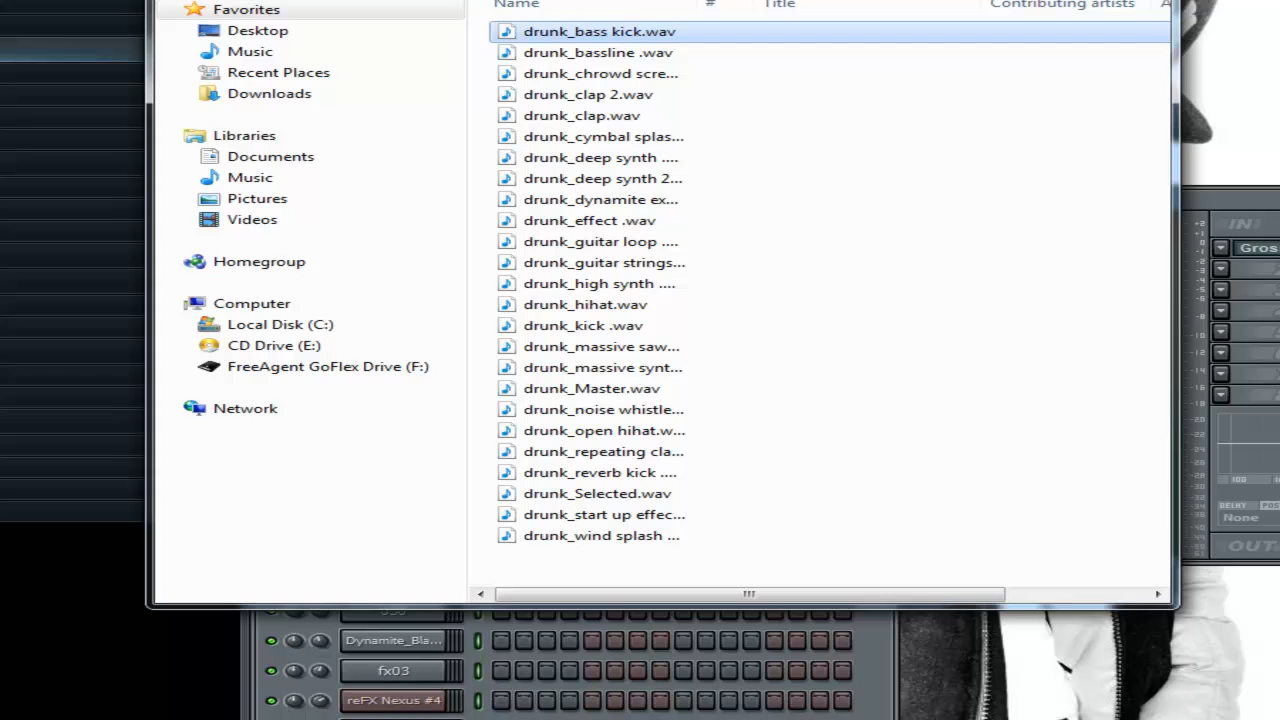 Favorites
Desktop
Music
Recent Places
Downloads
Libraries
Documents
Music
Pictures
Videos
Homegroup
Computer
Local Disk (C:)
CD Drive (E:)
FreeAgent GoFlex Drive (F:)
Network
Name # Title Contributing artists A
drunk_bass kick.wav
drunk_bassline .wav
drunk_chrowd scre...
drunk_clap 2.wav
drunk_clap.wav
drunk_cymbal splas...
drunk_deep synth ....
drunk_deep synth 2...
drunk_dynamite ex...
drunk_effect .wav
drunk_guitar loop ....
drunk_guitar strings...
drunk_high synth ....
drunk_hihat.wav
drunk_kick .wav
drunk_massive saw...
drunk_massive synt...
drunk_Master.wav
drunk_noise whistle...
drunk_open hihat.w...
drunk_repeating cla...
drunk_reverb kick ....
drunk_Selected.wav
drunk_start up effec...
drunk_wind splash ...
IN
Gros
100
DELAY POS
None
OUT
Dynamite_Bla...
fx03
reFX Nexus #4